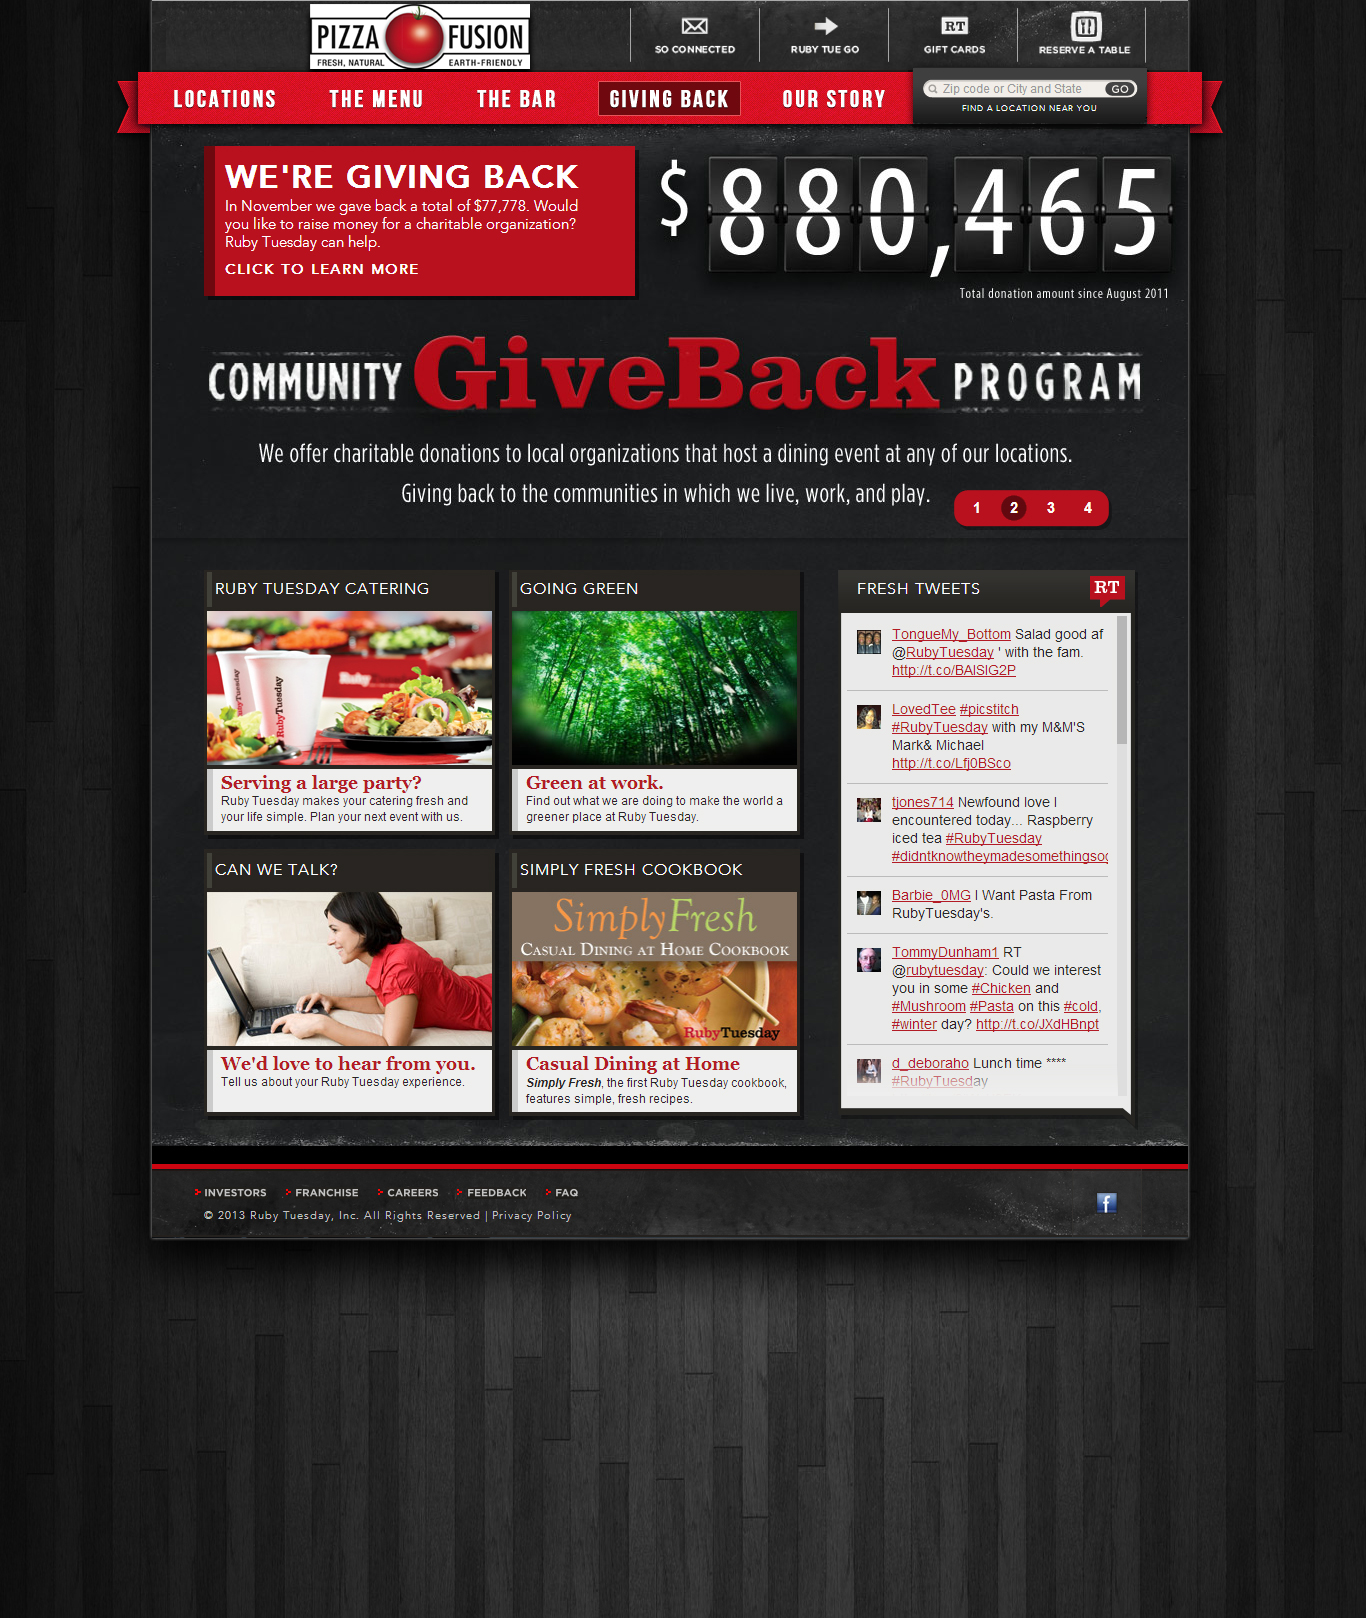 PIZZA FUSION
FRESH, NATURAL EARTH-FRIENDLY
SO CONNECTED
RUBY TUE GO
RT
GIFT CARDS
RESERVE A TABLE
LOCATIONS
THE MENU
THE BAR
GIVING BACK
OUR STORY
Zip code or City and State
GO
FIND A LOCATION NEAR YOU
WE'RE GIVING BACK
In November we gave back a total of $77,778. Would
you like to raise money for a charitable organization?
Ruby Tuesday can help.
CLICK TO LEARN MORE
$880,465
Total donation amount since August 2011
COMMUNITY GiveBack PROGRAM
We offer charitable donations to local organizations that host a dining event at any of our locations.
Giving back to the communities in which we live, work, and play.
1 2 3 4
RUBY TUESDAY CATERING
RubyTuesday
RubyTuesday
Serving a large party?
Ruby Tuesday makes your catering fresh and
your life simple. Plan your next event with us.
GOING GREEN
Green at work.
Find out what we are doing to make the world a
greener place at Ruby Tuesday.
CAN WE TALK?
We'd love to hear from you.
Tell us about your Ruby Tuesday experience.
SIMPLY FRESH COOKBOOK
SimplyFresh
CASUAL DINING AT HOME COOKBOOK
RubyTuesday
Casual Dining at Home
Simply Fresh, the first Ruby Tuesday cookbook,
features simple, fresh recipes.
FRESH TWEETS
RT
TongueMy_Bottom Salad good af
@RubyTuesday ' with the fam.
http://t.co/BAISlG2P
LovedTee #picstitch
#RubyTuesday with my M&M'S
Mark& Michael
http://t.co/Lfj0BSco
tjones714 Newfound love I
encountered today... Raspberry
iced tea #RubyTuesday
#didntknowtheymadesomethingsog
Barbie_0MG I Want Pasta From
RubyTuesday's.
TommyDunham1 RT
@rubytuesday: Could we interest
you in some #Chicken and
#Mushroom #Pasta on this #cold,
#winter day? http://t.co/JXdHBnpt
d_deboraho Lunch time ****
#RubyTuesday
INVESTORS
FRANCHISE
CAREERS
FEEDBACK
FAQ
© 2013 Ruby Tuesday, Inc. All Rights Reserved | Privacy Policy
f